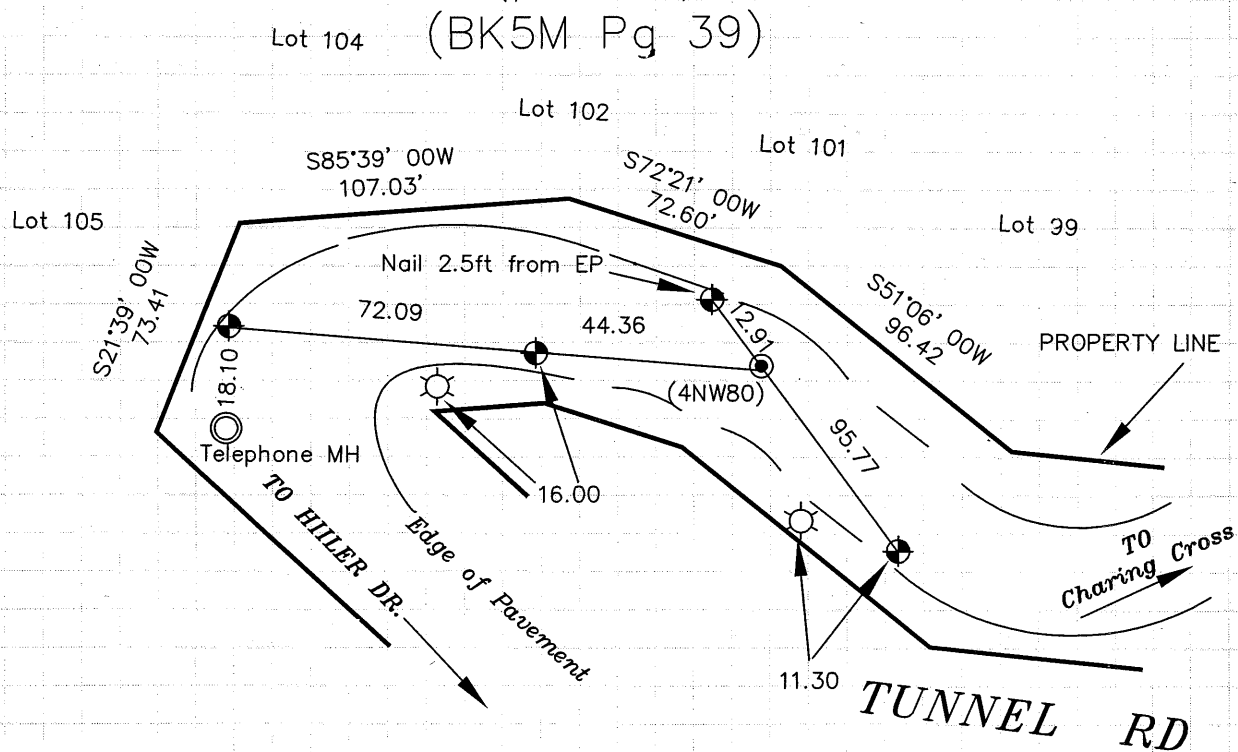 Lot 104
(BK5M Pg 39)
Lot 102
Lot 101
S85°39' 00W
107.03'
S72°21' 00W
72.60'
Lot 105
Lot 99
Nail 2.5ft from EP
S21°39' 00W
73.41
72.09
44.36
12.91
S51°06' 00W
96.42
PROPERTY LINE
18.10
(4NW80)
95.77
Telephone MH
16.00
TO HIILER DR.
Edge of Pavement
TO
Charing Cross
11.30
TUNNEL RD